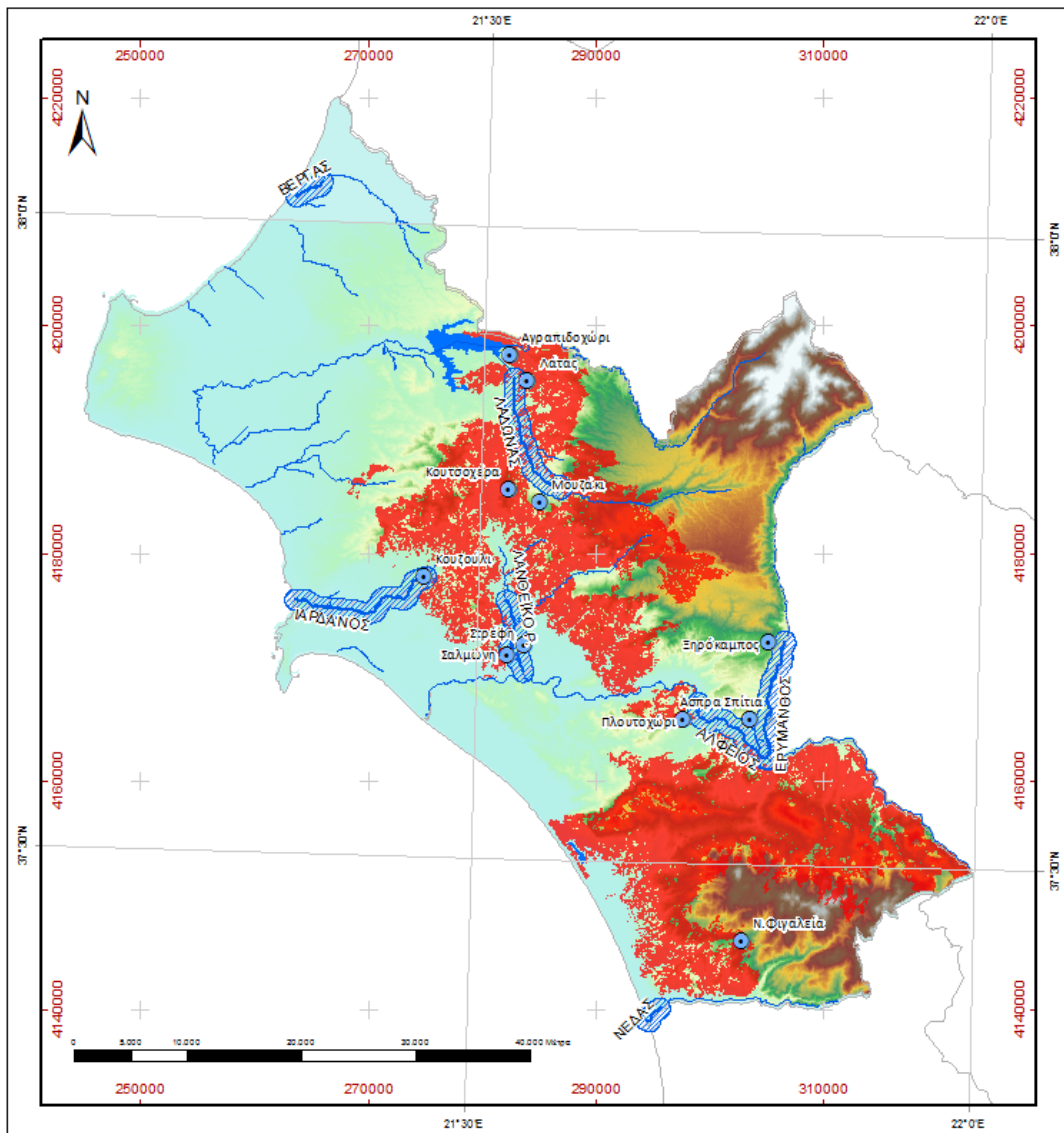 21°30'E
22°0'E
250000
270000
290000
310000
4220000
4220000
N
ΒΕΡΓΑΣ
38°0'N
38°0'N
4200000
4200000
Αγραπιδοχώρι
Λάτας
ΛΑΔΩΝΑΣ
Κουτσοχέρα
Μουζάκι
4180000
4180000
Κουζούλι
ΛΑΝΘΕΪΚΟ Ρ.
ΙΑΡΔΑΝΟΣ
Στρέφη
Σαλμώνη
Ξηρόκαμπος
Άσπρα Σπίτια
Πλουτοχώρι
ΑΛΦΕΙΟΣ
ΕΡΥΜΑΝΘΟΣ
4160000
4160000
37°30'N
37°30'N
Ν.Φιγαλεία
ΝΕΔΑΣ
4140000
4140000
0 5.000 10.000 20.000 30.000 40.000 Μέτρα
250000
270000
290000
310000
21°30'E
22°0'E